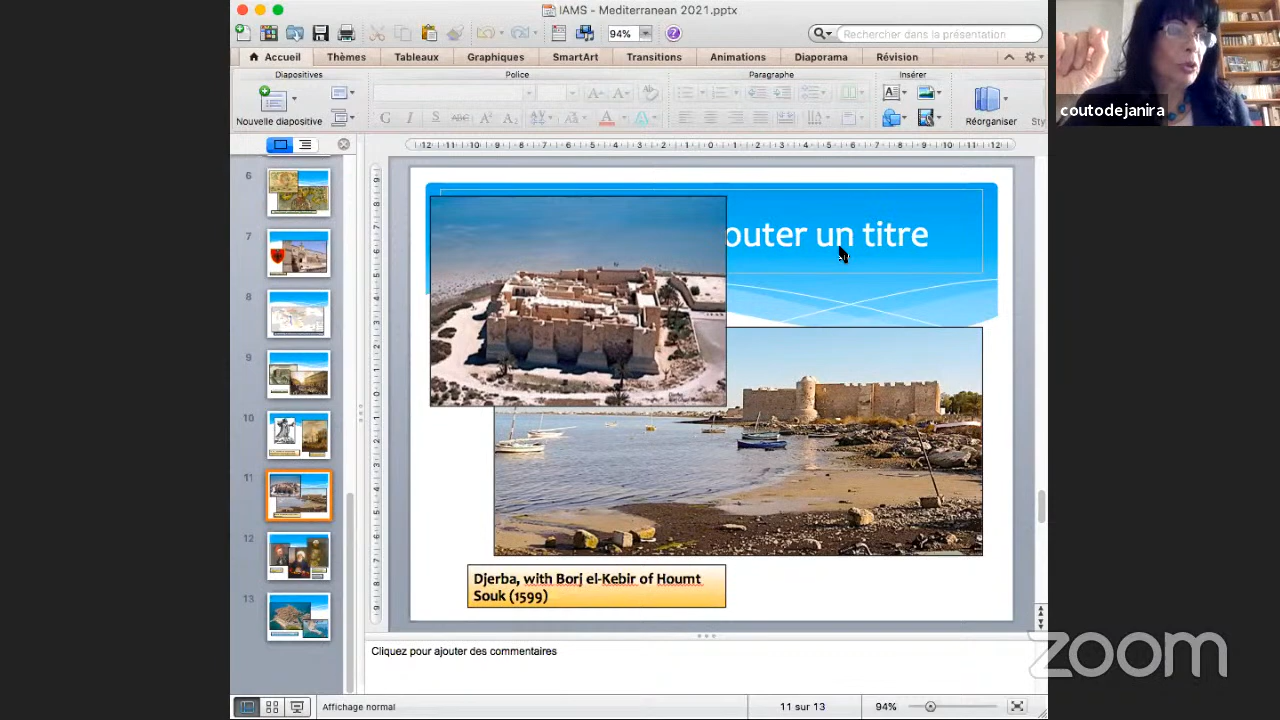 IAMS - Mediterranean 2021.pptx
94%
Rechercher dans la présentation
Accueil
Thèmes
Tableaux
Graphiques
SmartArt
Transitions
Animations
Diaporama
Révision
Diapositives
Police
Paragraphe
Insérer
Nouvelle diapositive
Réorganiser
coutodejanira
6
7
8
9
10
11
12
13
outer un titre
Djerba, with Borj el-Kebir of Houmt
Souk (1599)
Cliquez pour ajouter des commentaires
zoom
Affichage normal
11 sur 13
94%